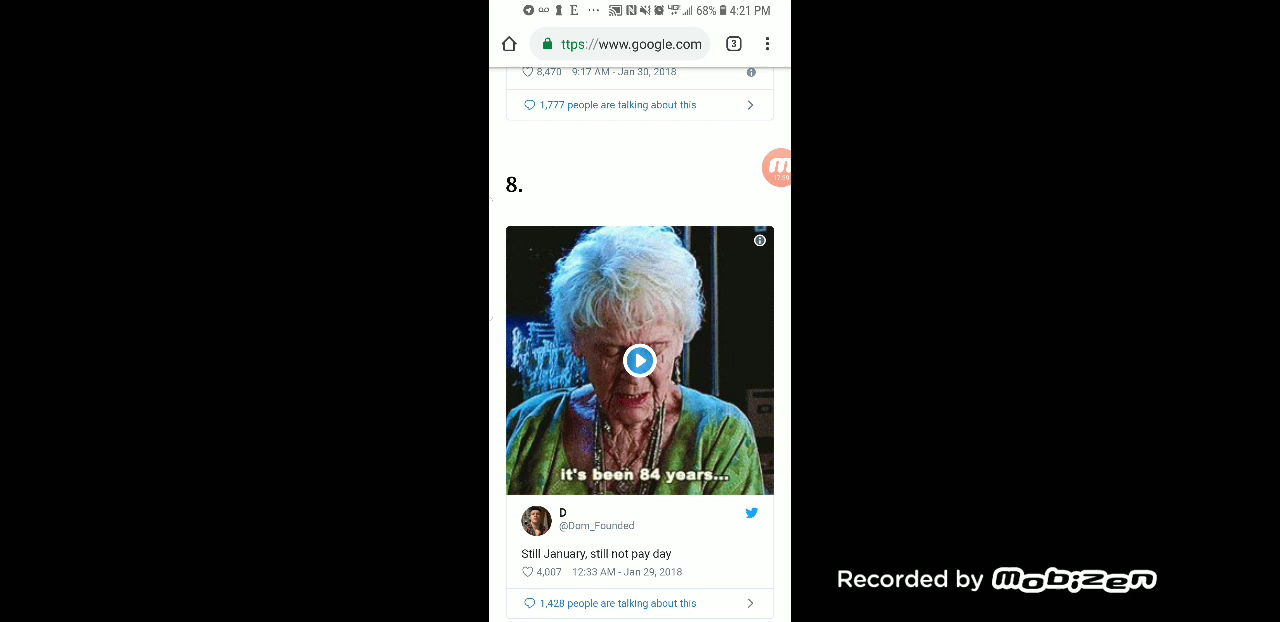 E ... 68% 4:21 PM
ttps://www.google.com 3
8,470 9:17 AM - Jan 30, 2018
1,777 people are talking about this
8.
it's been 84 years...
D
@Dom_Founded
Still January, still not pay day
4,007 12:33 AM - Jan 29, 2018
1,428 people are talking about this
Recorded by mobizen